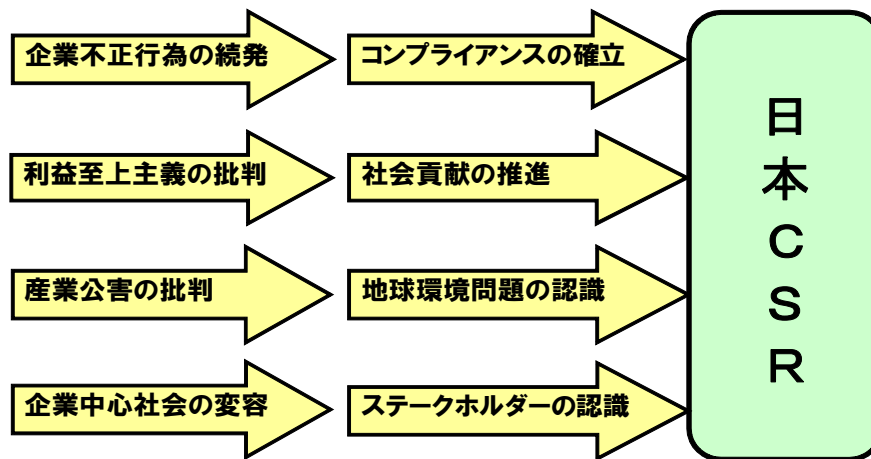 企業不正行為の続発
コンプライアンスの確立
利益至上主義の批判
社会貢献の推進
産業公害の批判
地球環境問題の認識
企業中心社会の変容
ステークホルダーの認識
日本ＣＳＲ